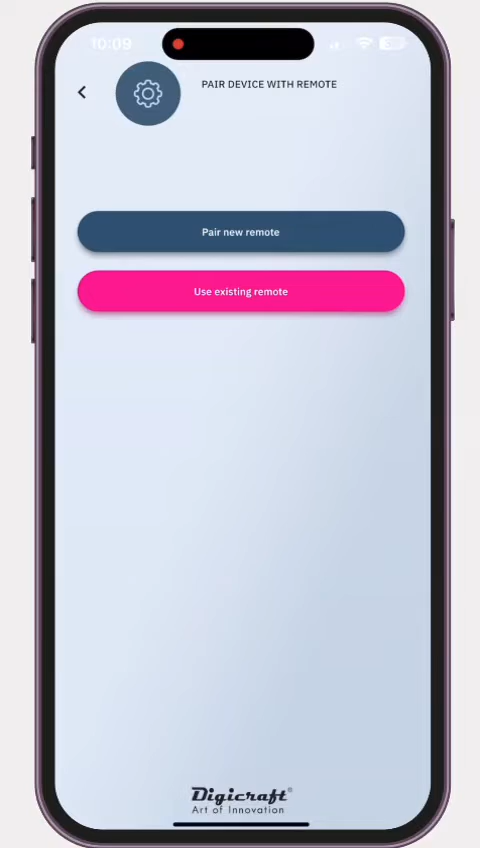 10:09
PAIR DEVICE WITH REMOTE
Pair new remote
Use existing remote
Digicraft®
Art of Innovation